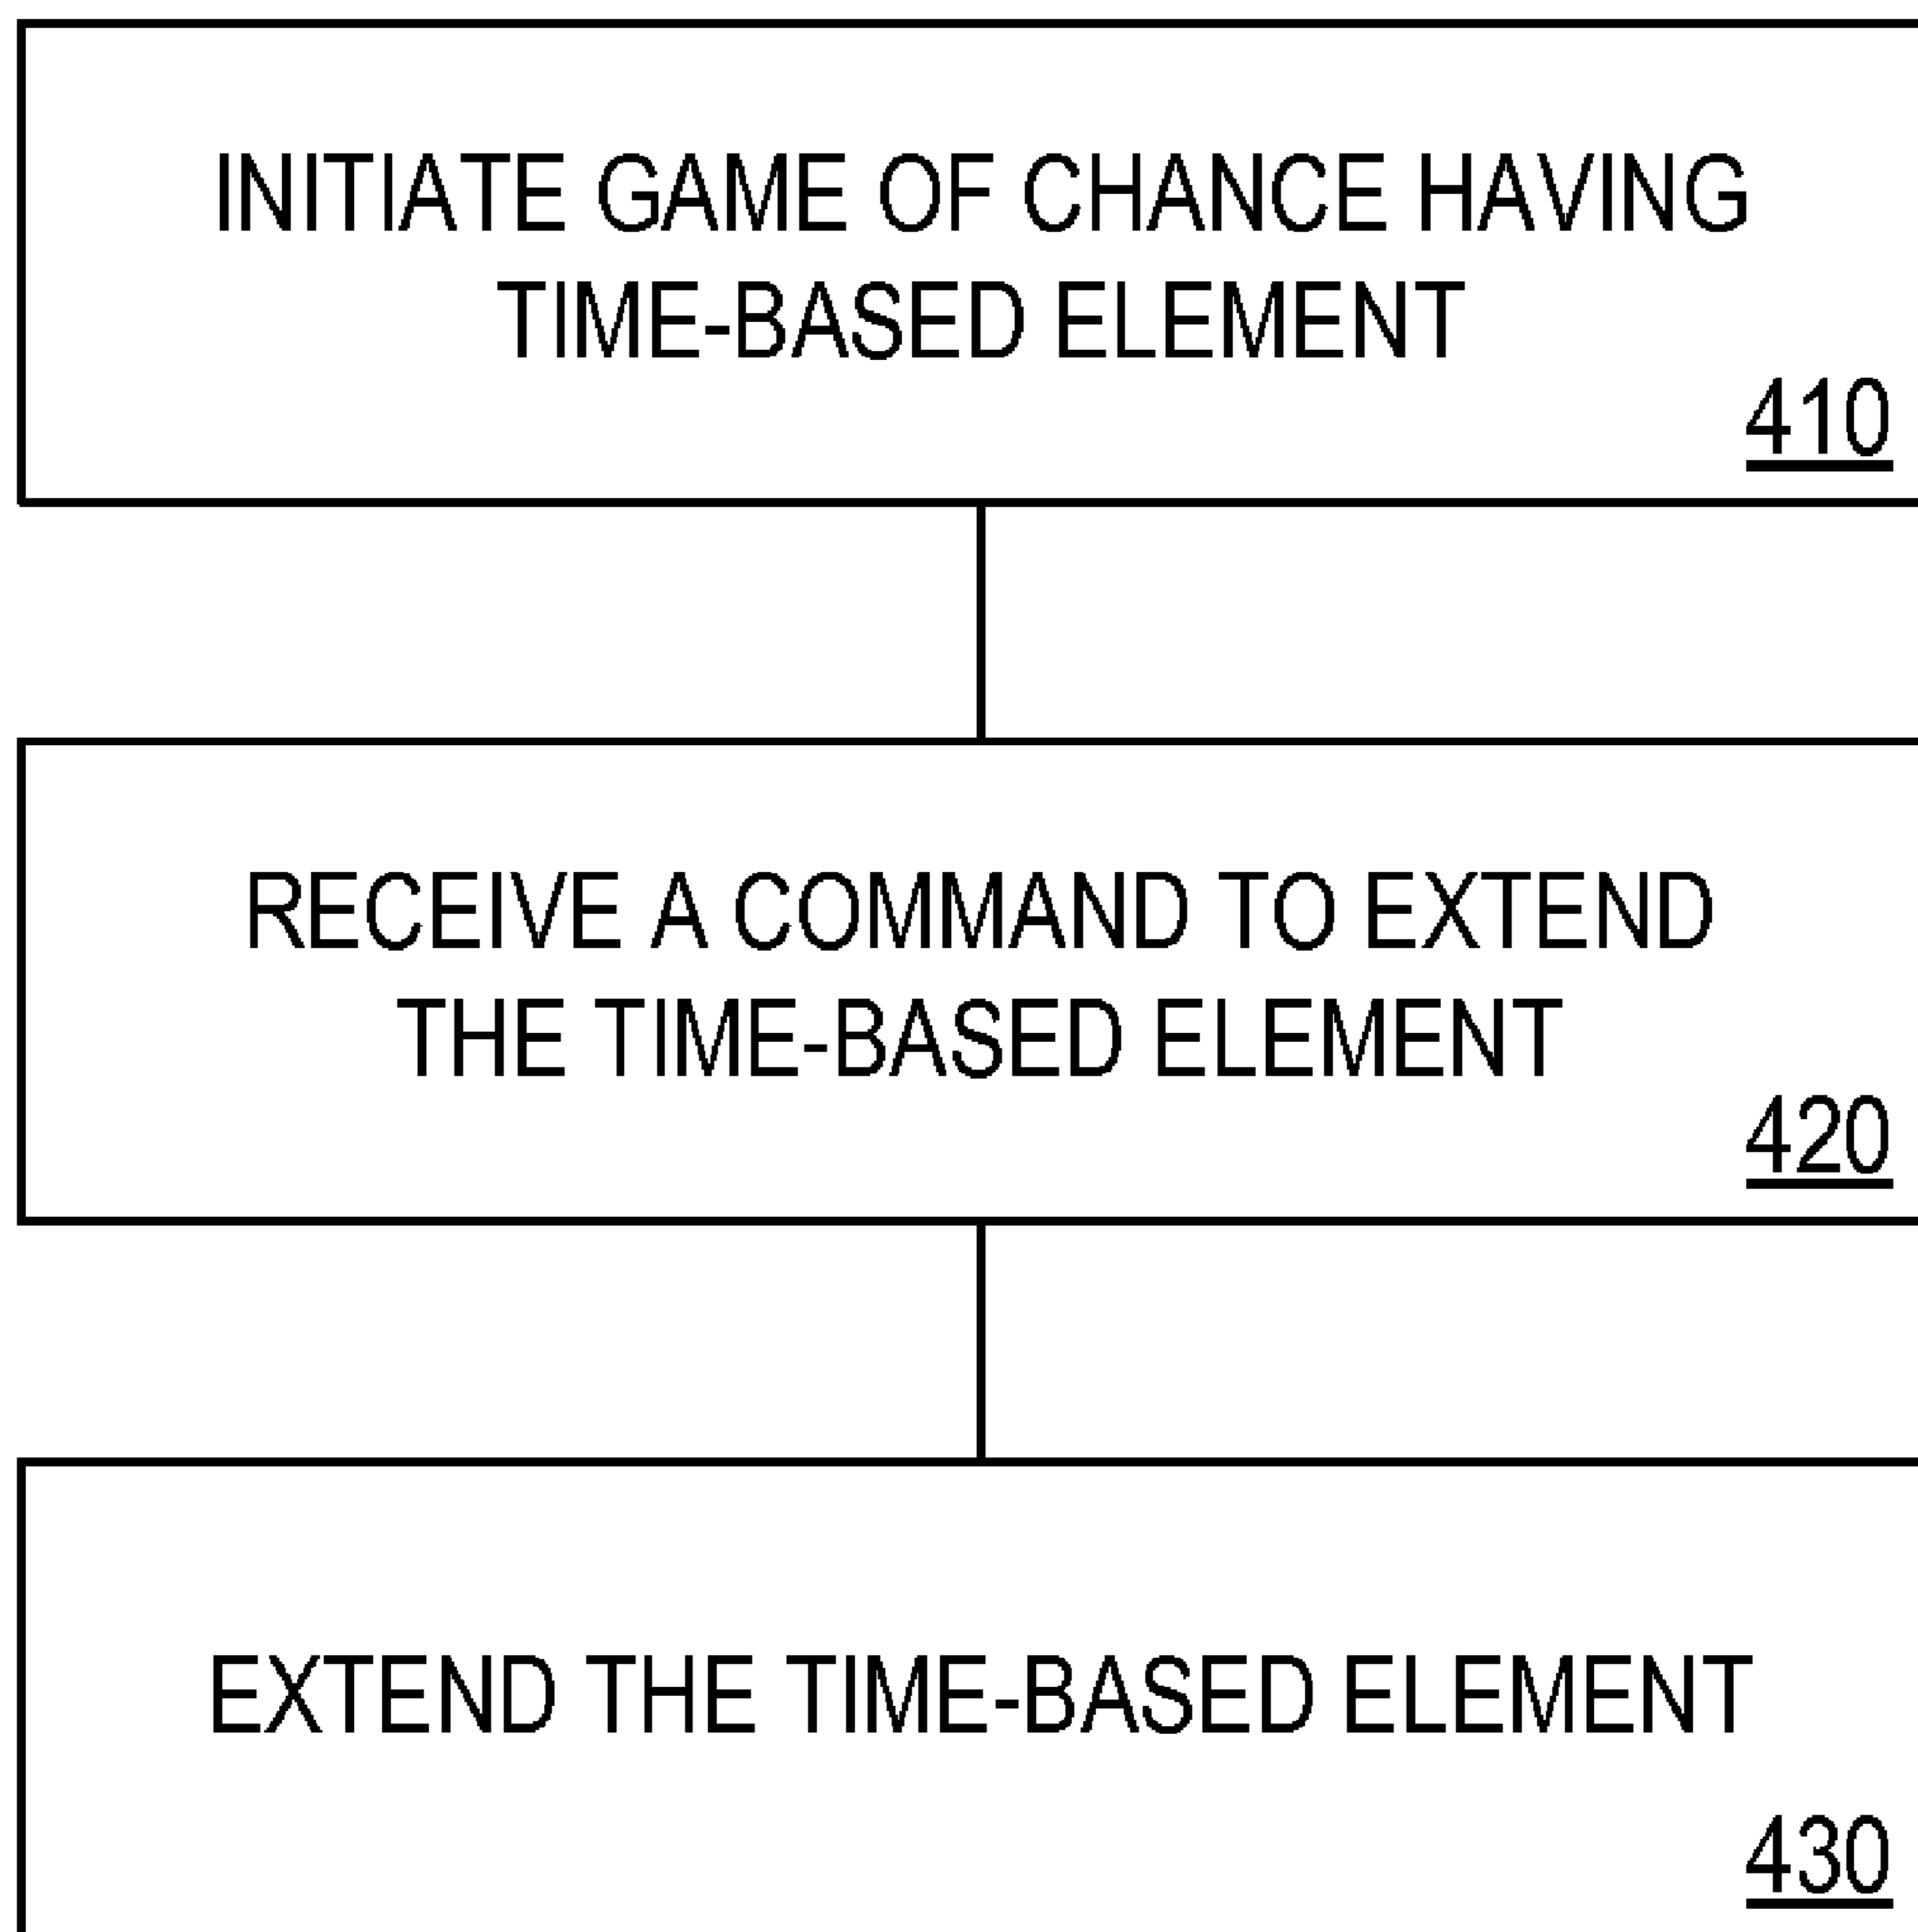 INITIATE GAME OF CHANCE HAVING
TIME-BASED ELEMENT
410
RECEIVE A COMMAND TO EXTEND
THE TIME-BASED ELEMENT
420
EXTEND THE TIME-BASED ELEMENT
430